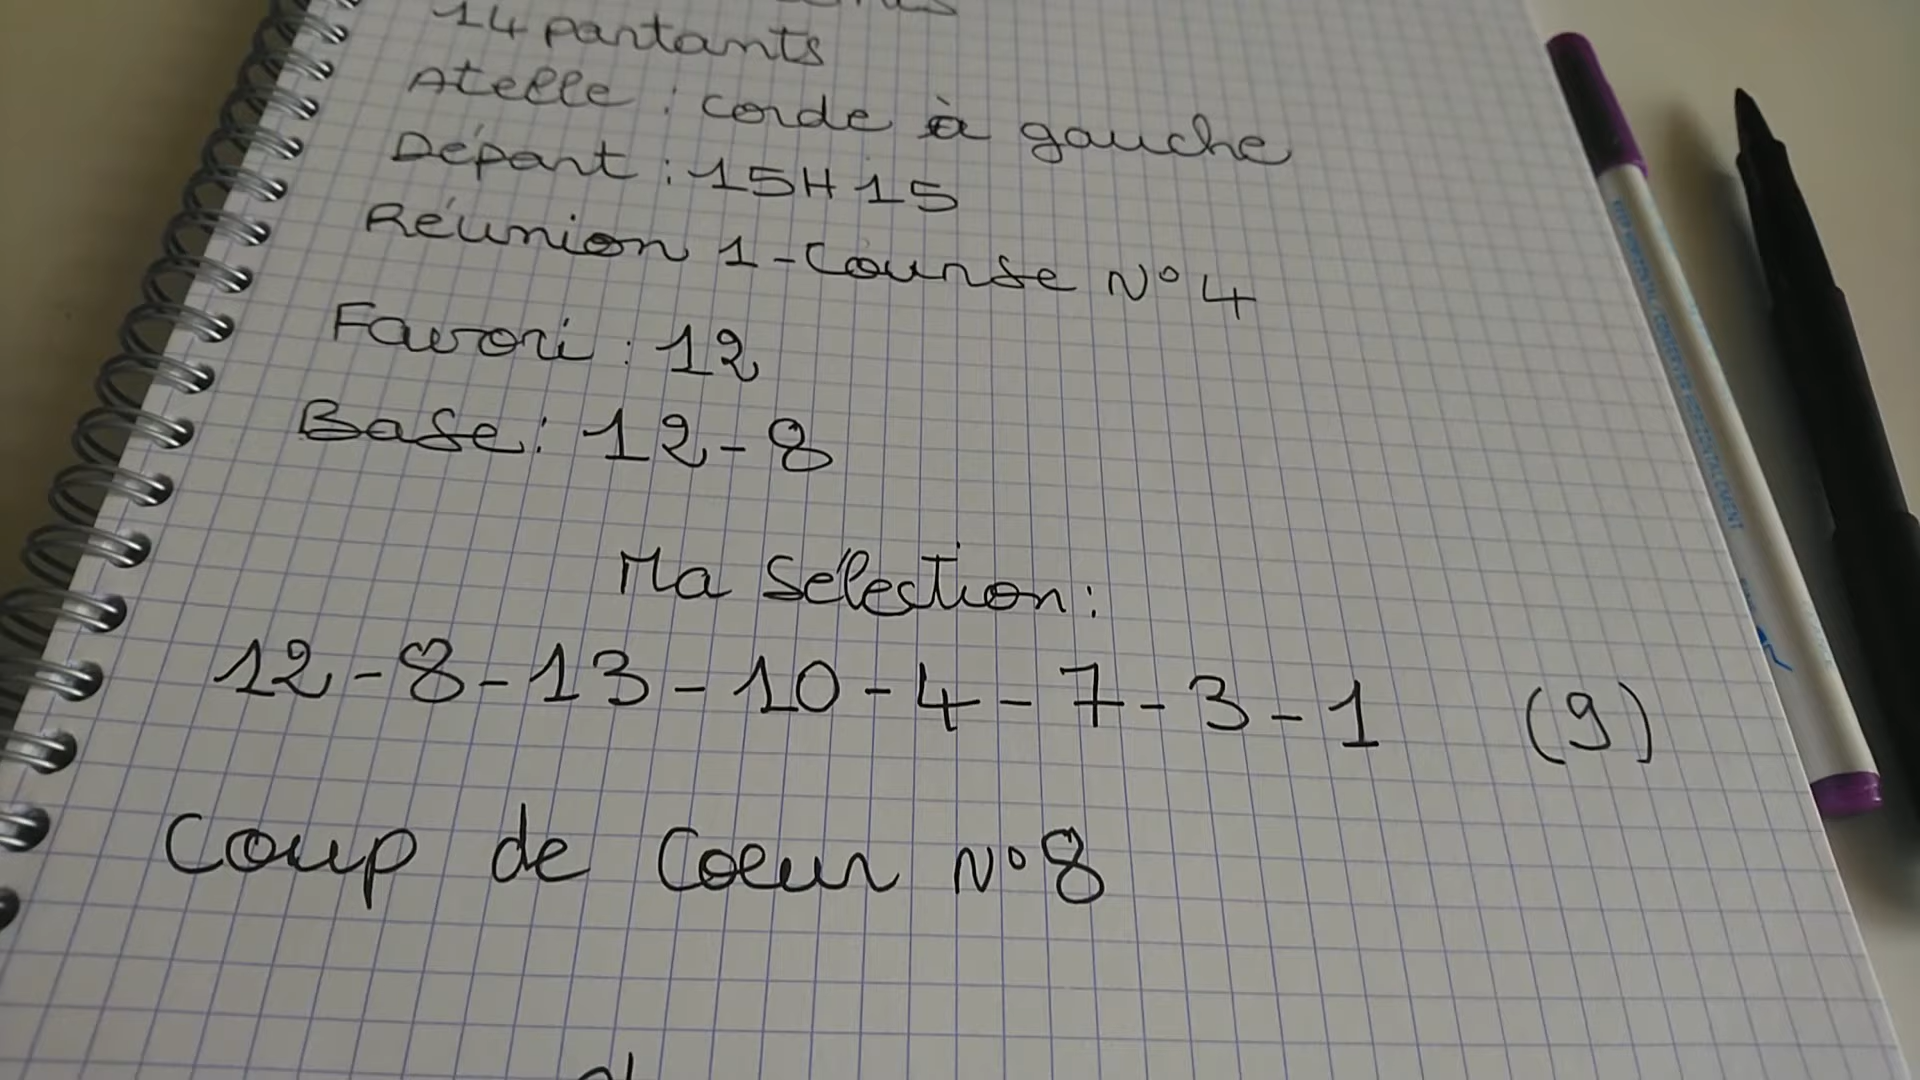 14 partants
Atelle : corde à gauche
Départ : 15H15
Réunion 1 - Course N° 4
Favori : 12
Base : 12 - 8
Ma Sélection :
12 - 8 - 13 - 10 - 4 - 7 - 3 - 1 (9)
Coup de Coeur N° 8